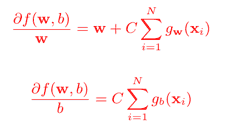 ∂f(w, b)/w = w + C ∑_{i=1}^{N} g_w(x_i)
∂f(w, b)/b = C ∑_{i=1}^{N} g_b(x_i)